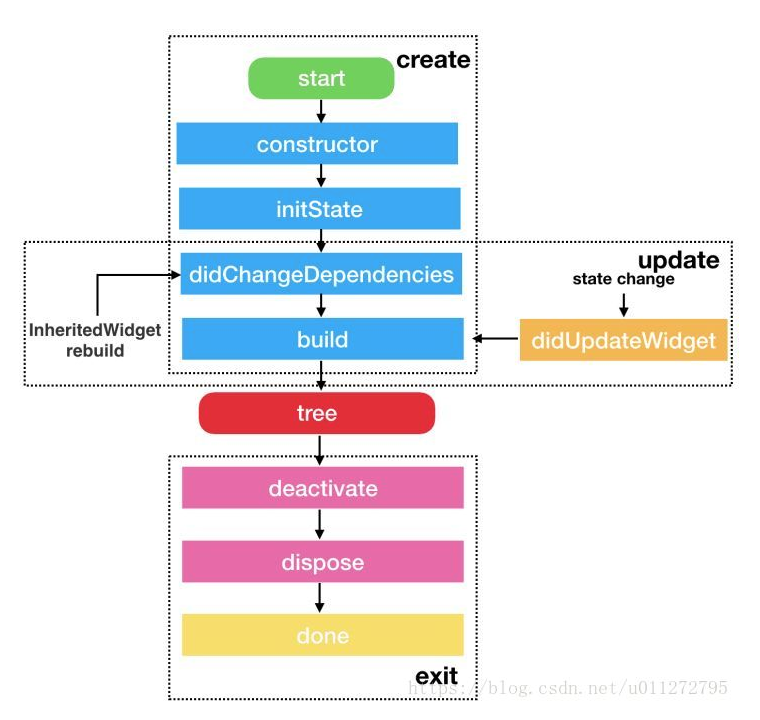 create
start
constructor
initState
update
didChangeDependencies
state change
InheritedWidget
rebuild
build
didUpdateWidget
tree
deactivate
dispose
done
exit
https://blog.csdn.net/u011272795